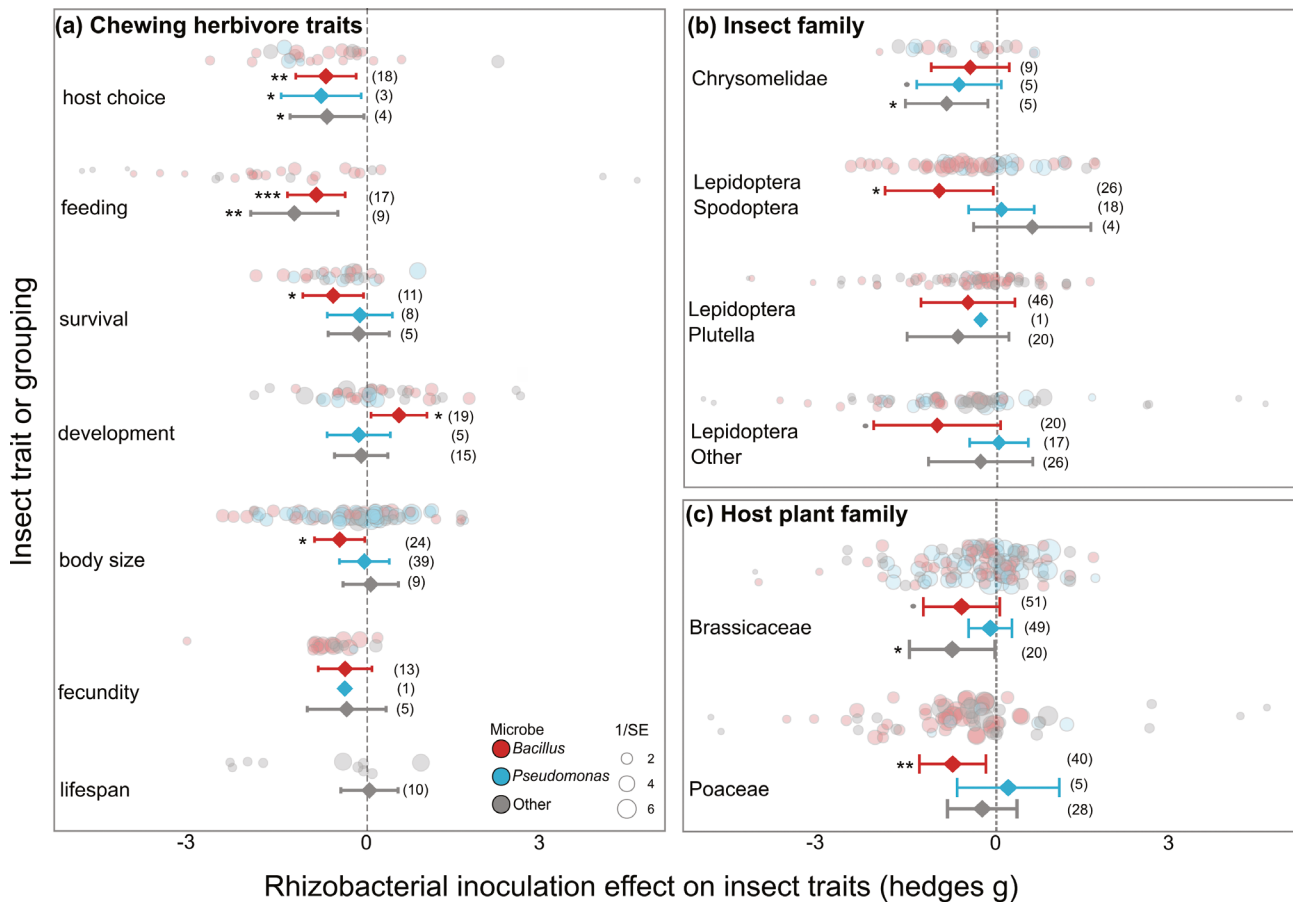 (a) Chewing herbivore traits
host choice
**
(18)
*
(3)
*
(4)
feeding
***
(17)
**
(9)
survival
*
(11)
(8)
(5)
development
*
(19)
(5)
(15)
body size
*
(24)
(39)
(9)
fecundity
(13)
(1)
(5)
lifespan
(10)
Microbe
1/SE
Bacillus
2
Pseudomonas
4
Other
6
-3
0
3
(b) Insect family
Chrysomelidae
(9)
(5)
*
(5)
Lepidoptera
Spodoptera
*
(26)
(18)
(4)
Lepidoptera
Plutella
(46)
(1)
(20)
Lepidoptera
Other
(20)
(17)
(26)
(c) Host plant family
Brassicaceae
(51)
(49)
*
(20)
Poaceae
**
(40)
(5)
(28)
-3
0
3
Insect trait or grouping
Rhizobacterial inoculation effect on insect traits (hedges g)